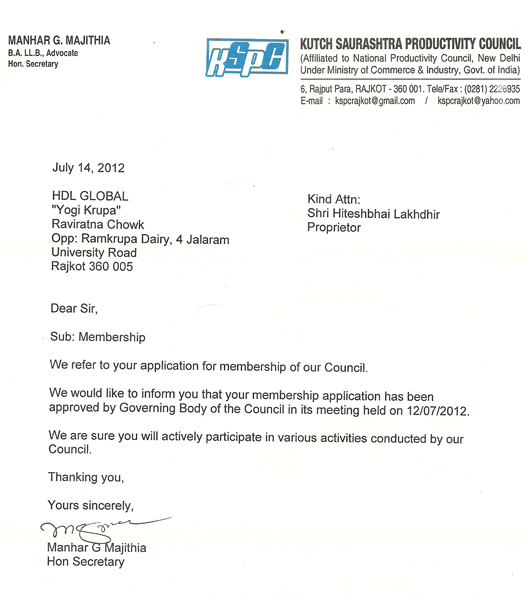 MANHAR G. MAJITHIA
B.A. LL.B., Advocate
Hon. Secretary
KSPC
KUTCH SAURASHTRA PRODUCTIVITY COUNCIL
(Affiliated to National Productivity Council, New Delhi
Under Ministry of Commerce & Industry, Govt. of India)
6, Rajput Para, RAJKOT - 360 001. Tele/Fax : (0281) 2226935
E-mail : kspcrajkot@gmail.com / kspcrajkot@yahoo.com
July 14, 2012
HDL GLOBAL
"Yogi Krupa"
Raviratna Chowk
Opp: Ramkrupa Dairy, 4 Jalaram
University Road
Rajkot 360 005
Kind Attn:
Shri Hiteshbhai Lakhdhir
Proprietor
Dear Sir,
Sub: Membership
We refer to your application for membership of our Council.
We would like to inform you that your membership application has been
approved by Governing Body of the Council in its meeting held on 12/07/2012.
We are sure you will actively participate in various activities conducted by our
Council.
Thanking you,
Yours sincerely,
Manhar G Majithia
Hon Secretary